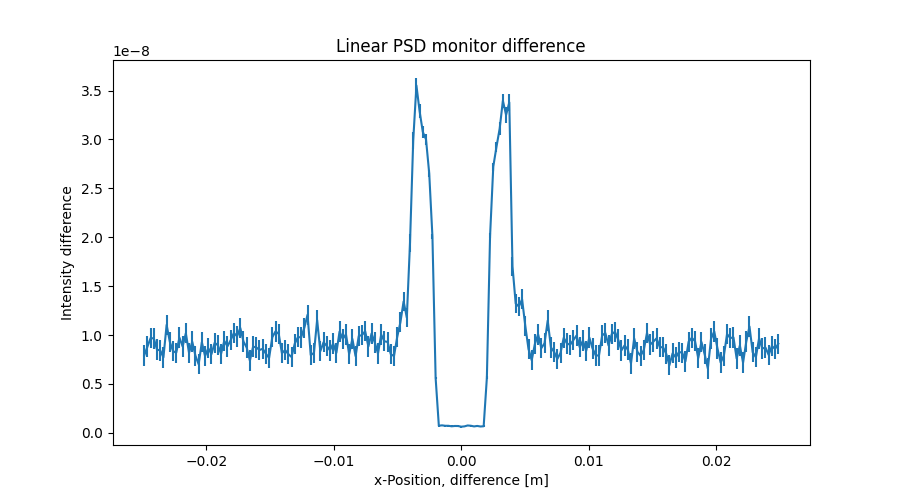 Linear PSD monitor difference
1e−8
3.5
3.0
2.5
2.0
1.5
1.0
0.5
0.0
Intensity difference
−0.02 −0.01 0.00 0.01 0.02
x-Position, difference [m]